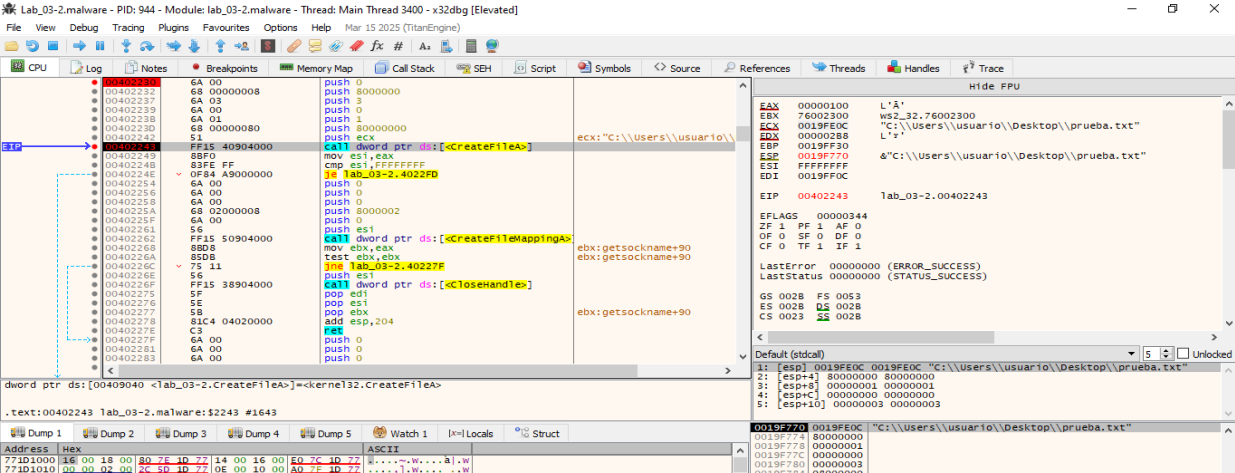 Lab_03-2.malware - PID: 944 - Module: lab_03-2.malware - Thread: Main Thread 3400 - x32dbg [Elevated]
File View Debug Tracing Plugins Favourites Options Help Mar 15 2025 (TitanEngine)
CPU Log Notes Breakpoints Memory Map Call Stack SEH Script Symbols Source References Threads Handles Trace
00402230 6A 00 push 0
00402232 68 00000008 push 8000000
00402237 6A 03 push 3
00402239 6A 00 push 0
0040223B 6A 01 push 1
0040223D 68 00000080 push 80000000
00402242 51 push ecx ecx:"C:\\Users\\usuario\\
EIP 00402243 FF15 40904000 call dword ptr ds:[<CreateFileA>]
00402249 8BF0 mov esi,eax
0040224B 83FE FF cmp esi,FFFFFFFF
0040224E 0F84 A9000000 je lab_03-2.4022FD
00402254 6A 00 push 0
00402256 6A 00 push 0
00402258 6A 00 push 0
0040225A 68 02000008 push 8000002
0040225F 6A 00 push 0
00402261 56 push esi
00402262 FF15 50904000 call dword ptr ds:[<CreateFileMappingA>]
00402268 8BD8 mov ebx,eax ebx:getsockname+90
0040226A 85DB test ebx,ebx ebx:getsockname+90
0040226C 75 11 jne lab_03-2.40227F
0040226E 56 push esi
0040226F FF15 38904000 call dword ptr ds:[<CloseHandle>]
00402275 5F pop edi
00402276 5E pop esi
00402277 5B pop ebx ebx:getsockname+90
00402278 81C4 04020000 add esp,204
0040227E C3 ret
0040227F 6A 00 push 0
00402281 6A 00 push 0
00402283 6A 00 push 0
Hide FPU
EAX 00000100 L'Ā'
EBX 76002300 ws2_32.76002300
ECX 0019FE0C "C:\\Users\\usuario\\Desktop\\prueba.txt"
EDX 000002B8
EBP 0019FF30
ESP 0019F770 &"C:\\Users\\usuario\\Desktop\\prueba.txt"
ESI FFFFFFFF
EDI 0019FF0C
EIP 00402243 lab_03-2.00402243
EFLAGS 00000344
ZF 1 PF 1 AF 0
OF 0 SF 0 DF 0
CF 0 TF 1 IF 1
LastError 00000000 (ERROR_SUCCESS)
LastStatus 00000000 (STATUS_SUCCESS)
GS 002B FS 0053
ES 002B DS 002B
CS 0023 SS 002B
Default (stdcall) 5 Unlocked
1: [esp] 0019FE0C 0019FE0C "C:\\Users\\usuario\\Desktop\\prueba.txt"
2: [esp+4] 80000000 80000000
3: [esp+8] 00000001 00000001
4: [esp+C] 00000000 00000000
5: [esp+10] 00000003 00000003
dword ptr ds:[00409040 <lab_03-2.CreateFileA>]=<kernel32.CreateFileA>
.text:00402243 lab_03-2.malware:$2243 #1643
Dump 1 Dump 2 Dump 3 Dump 4 Dump 5 Watch 1 Locals Struct
Address Hex ASCII
771D1000 16 00 18 00 80 7E 1D 77 14 00 16 00 E0 7C 1D 77 .....~.w....à|.w
771D1010 00 00 02 00 2C 5D 1D 77 0E 00 10 00 A0 7F 1D 77
0019F770 0019FE0C "C:\\Users\\usuario\\Desktop\\prueba.txt"
0019F774 80000000
0019F778 00000001
0019F77C 00000000
0019F780 00000003